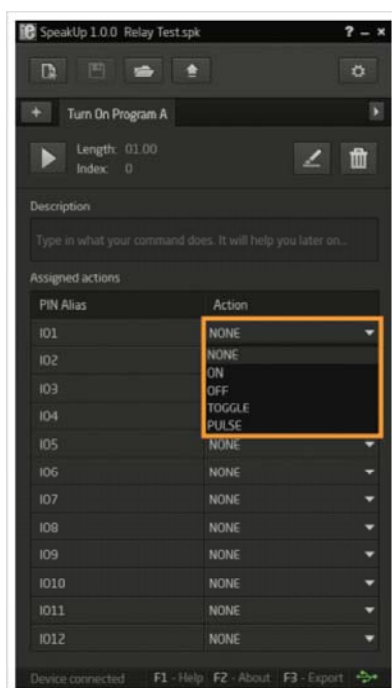 SpeakUp 1.0.0 Relay Test.spk ? – ×
+ Turn On Program A
Length: 01.00
Index: 0
Description
Type in what your command does. It will help you later on...
Assigned actions
PIN Alias Action
IO1 NONE
IO2 NONE
ON
IO3 OFF
IO4 TOGGLE
PULSE
IO5 NONE
IO6 NONE
IO7 NONE
IO8 NONE
IO9 NONE
IO10 NONE
IO11 NONE
IO12 NONE
Device connected F1 - Help F2 - About F3 - Export